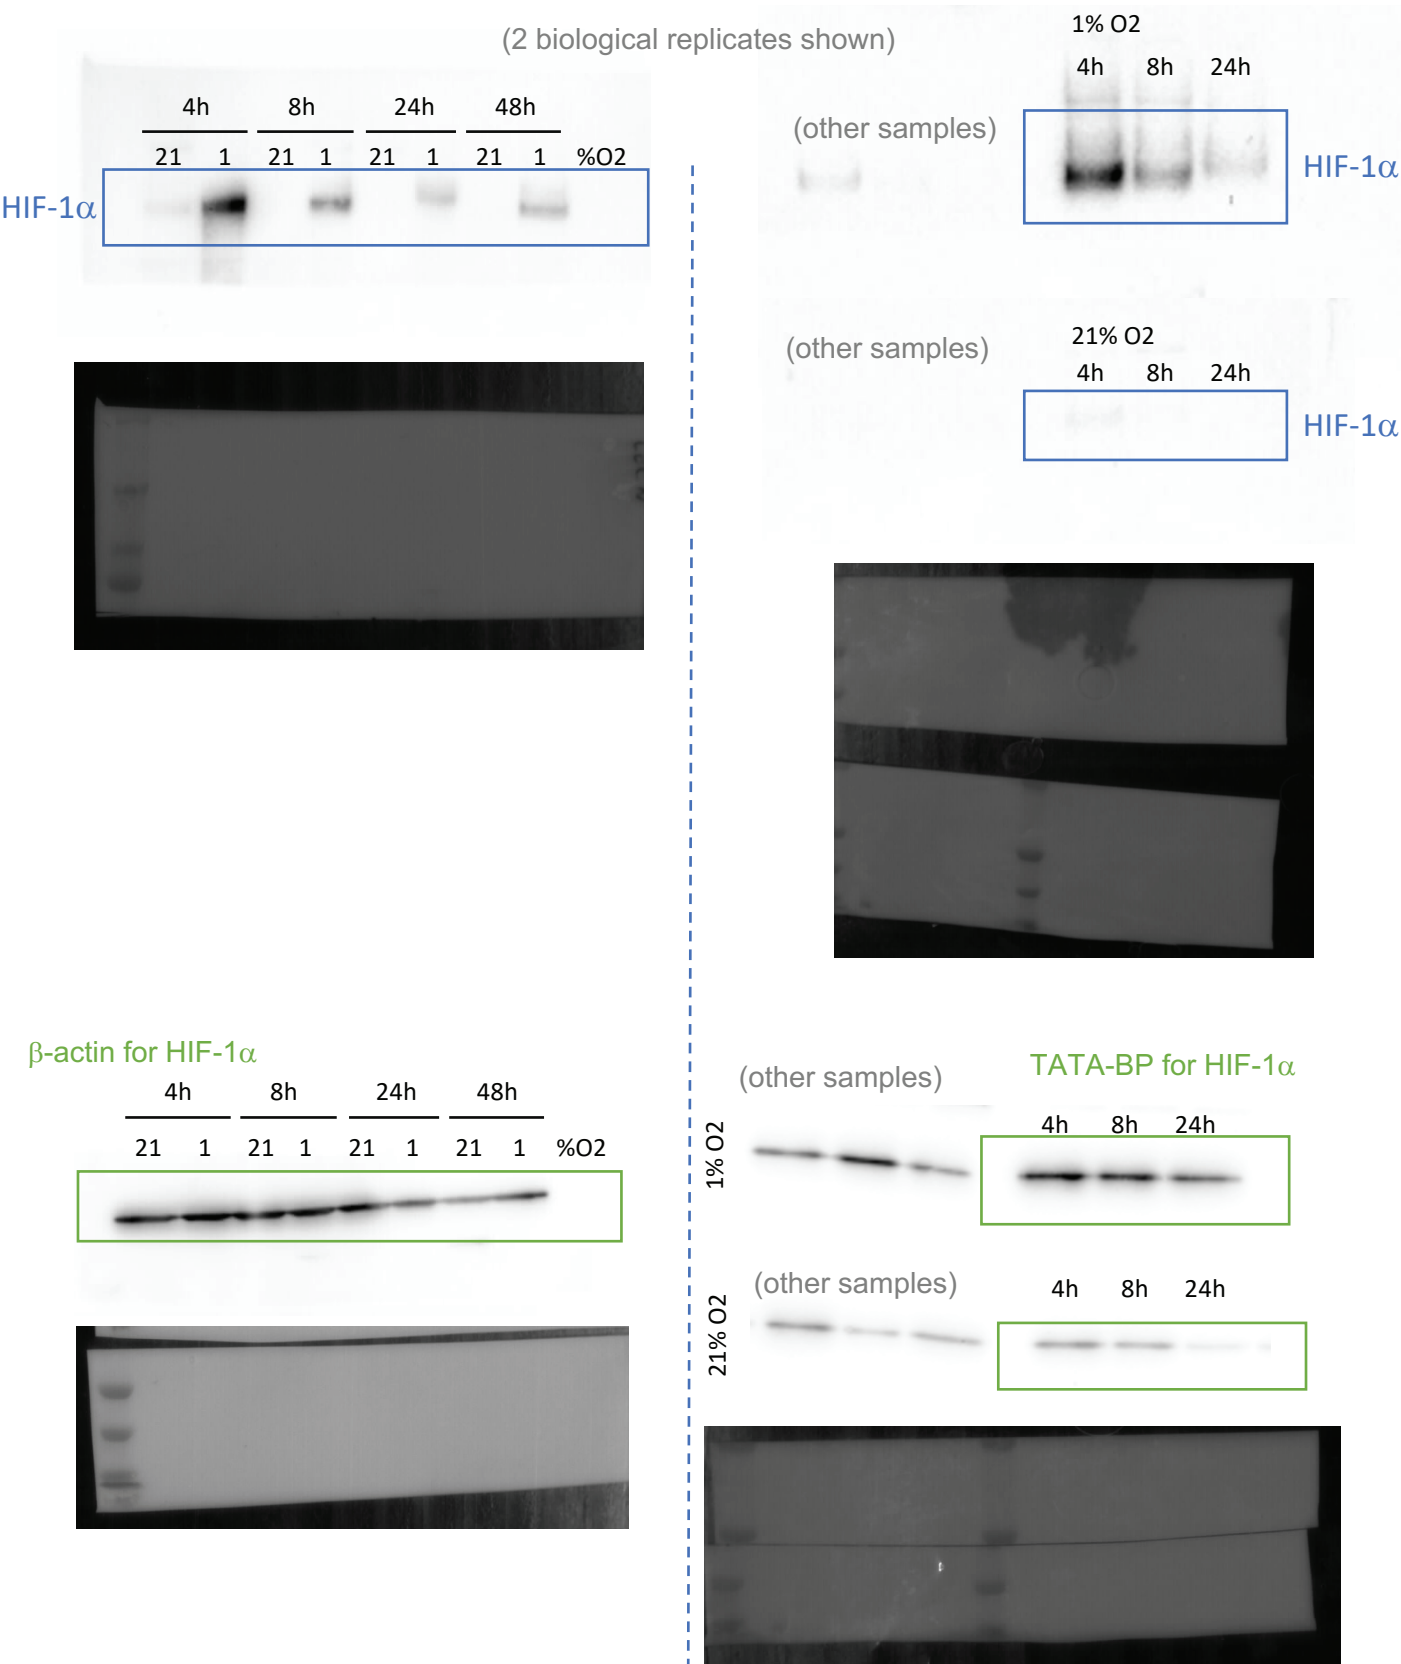 (2 biological replicates shown)
4h 8h 24h 48h
21 1 21 1 21 1 21 1 %O2
HIF-1α
1% O2
4h 8h 24h
(other samples)
HIF-1α
21% O2
(other samples)
4h 8h 24h
HIF-1α
β-actin for HIF-1α
4h 8h 24h 48h
21 1 21 1 21 1 21 1 %O2
TATA-BP for HIF-1α
(other samples)
4h 8h 24h
1% O2
(other samples)
4h 8h 24h
21% O2